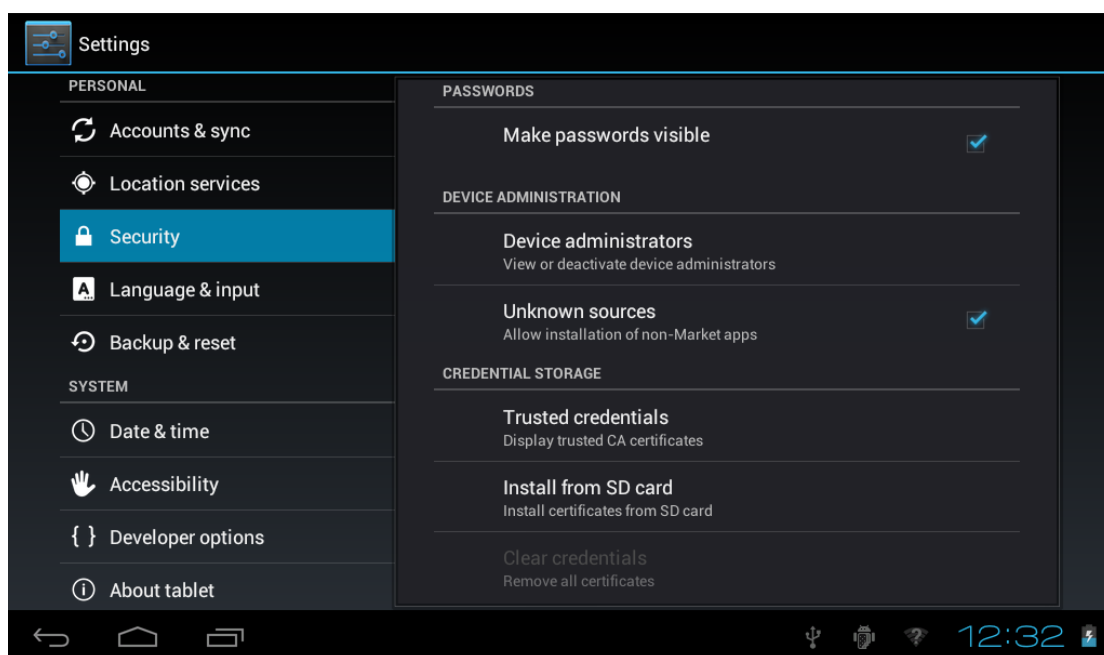 Settings
PERSONAL
Accounts & sync
Location services
Security
Language & input
Backup & reset
SYSTEM
Date & time
Accessibility
{ } Developer options
About tablet
PASSWORDS
Make passwords visible
DEVICE ADMINISTRATION
Device administrators
View or deactivate device administrators
Unknown sources
Allow installation of non-Market apps
CREDENTIAL STORAGE
Trusted credentials
Display trusted CA certificates
Install from SD card
Install certificates from SD card
Clear credentials
Remove all certificates
12:32